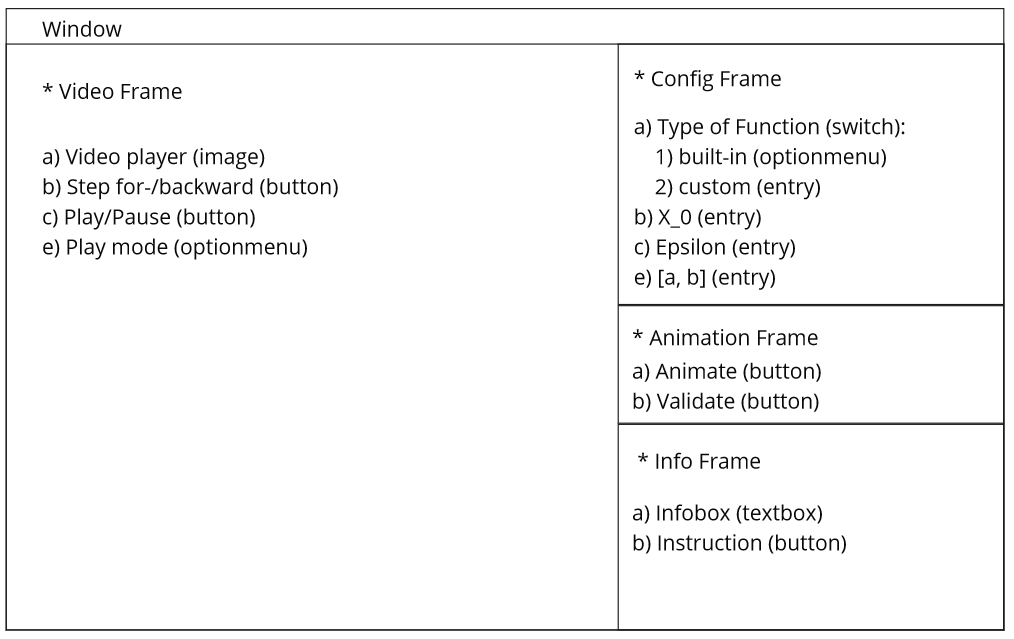 Window
* Video Frame
a) Video player (image)
b) Step for-/backward (button)
c) Play/Pause (button)
e) Play mode (optionmenu)
* Config Frame
a) Type of Function (switch):
1) built-in (optionmenu)
2) custom (entry)
b) X_0 (entry)
c) Epsilon (entry)
e) [a, b] (entry)
* Animation Frame
a) Animate (button)
b) Validate (button)
* Info Frame
a) Infobox (textbox)
b) Instruction (button)